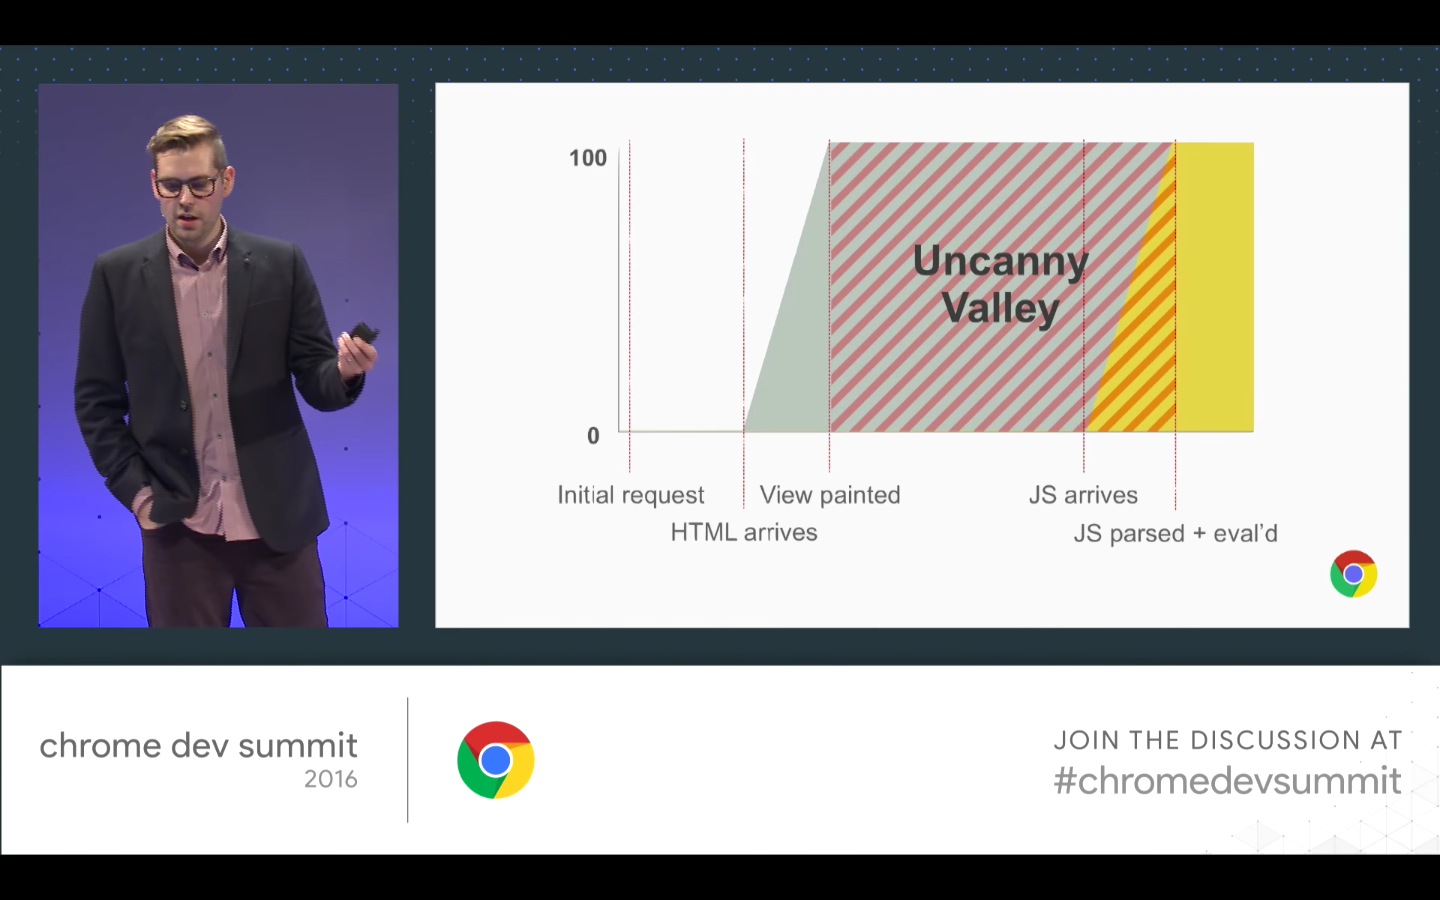 100
Uncanny
Valley
0
Initial request
View painted
JS arrives
HTML arrives
JS parsed + eval'd
chrome dev summit
2016
JOIN THE DISCUSSION AT
#chromedevsummit